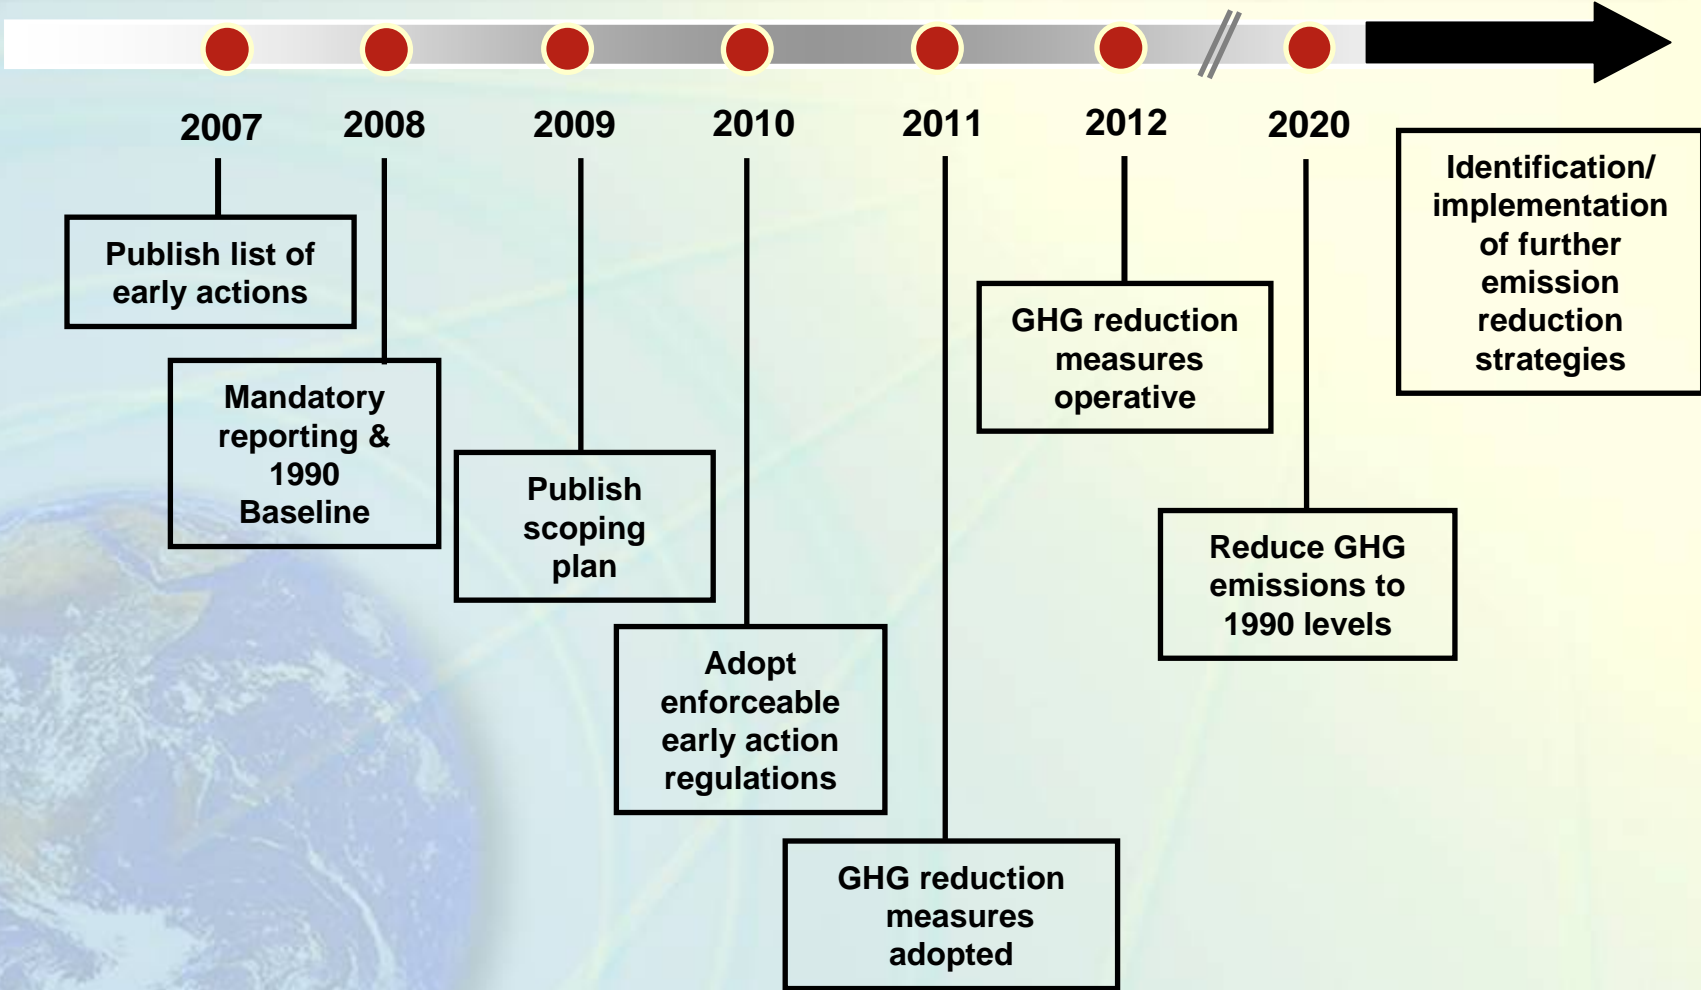 2007 2008 2009 2010 2011 2012 2020
Publish list of
early actions
Mandatory
reporting &
1990
Baseline
Publish
scoping
plan
Adopt
enforceable
early action
regulations
GHG reduction
measures
adopted
GHG reduction
measures
operative
Reduce GHG
emissions to
1990 levels
Identification/
implementation
of further
emission
reduction
strategies